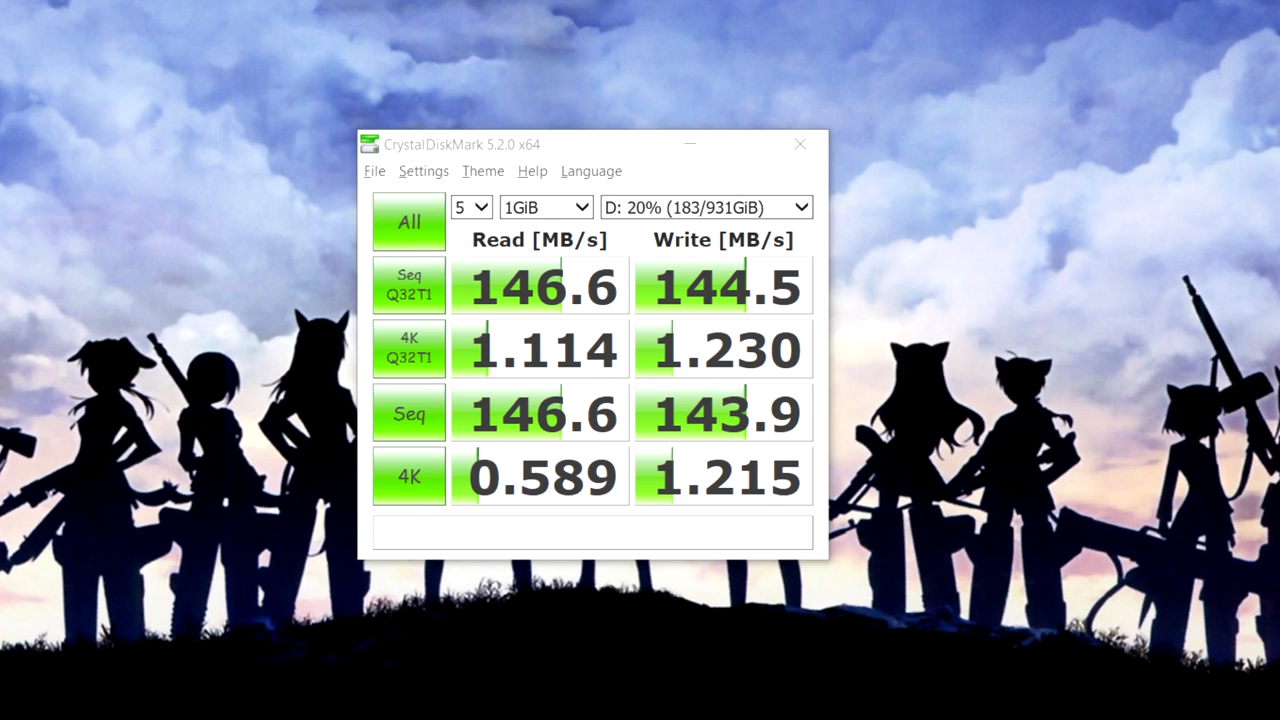 CrystalDiskMark 5.2.0 x64
File Settings Theme Help Language
All 5 1GiB D: 20% (183/931GiB)
Read [MB/s] Write [MB/s]
Seq Q32T1 146.6 144.5
4K Q32T1 1.114 1.230
Seq 146.6 143.9
4K 0.589 1.215